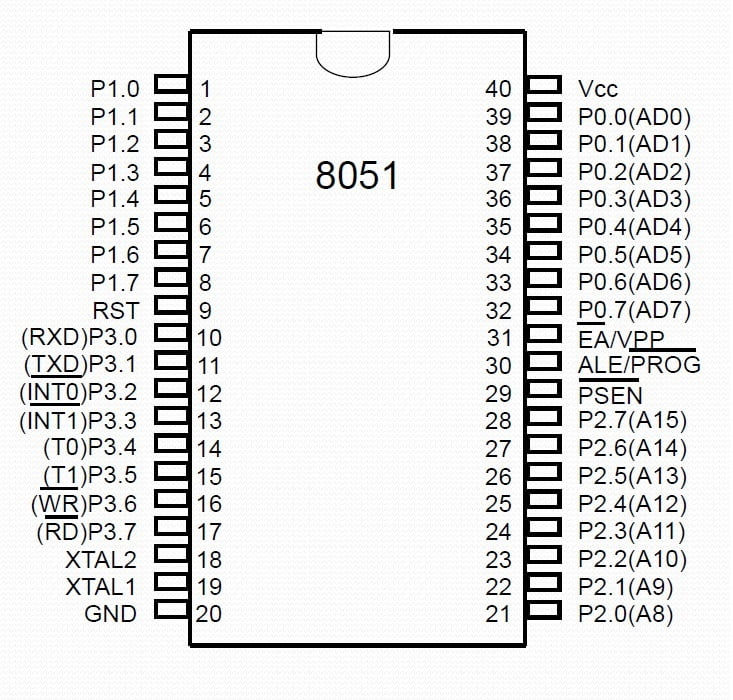 8051
P1.0 1 40 Vcc
P1.1 2 39 P0.0(AD0)
P1.2 3 38 P0.1(AD1)
P1.3 4 37 P0.2(AD2)
P1.4 5 36 P0.3(AD3)
P1.5 6 35 P0.4(AD4)
P1.6 7 34 P0.5(AD5)
P1.7 8 33 P0.6(AD6)
RST 9 32 P0.7(AD7)
(RXD)P3.0 10 31 EA/VPP
(TXD)P3.1 11 30 ALE/PROG
(INT0)P3.2 12 29 PSEN
(INT1)P3.3 13 28 P2.7(A15)
(T0)P3.4 14 27 P2.6(A14)
(T1)P3.5 15 26 P2.5(A13)
(WR)P3.6 16 25 P2.4(A12)
(RD)P3.7 17 24 P2.3(A11)
XTAL2 18 23 P2.2(A10)
XTAL1 19 22 P2.1(A9)
GND 20 21 P2.0(A8)